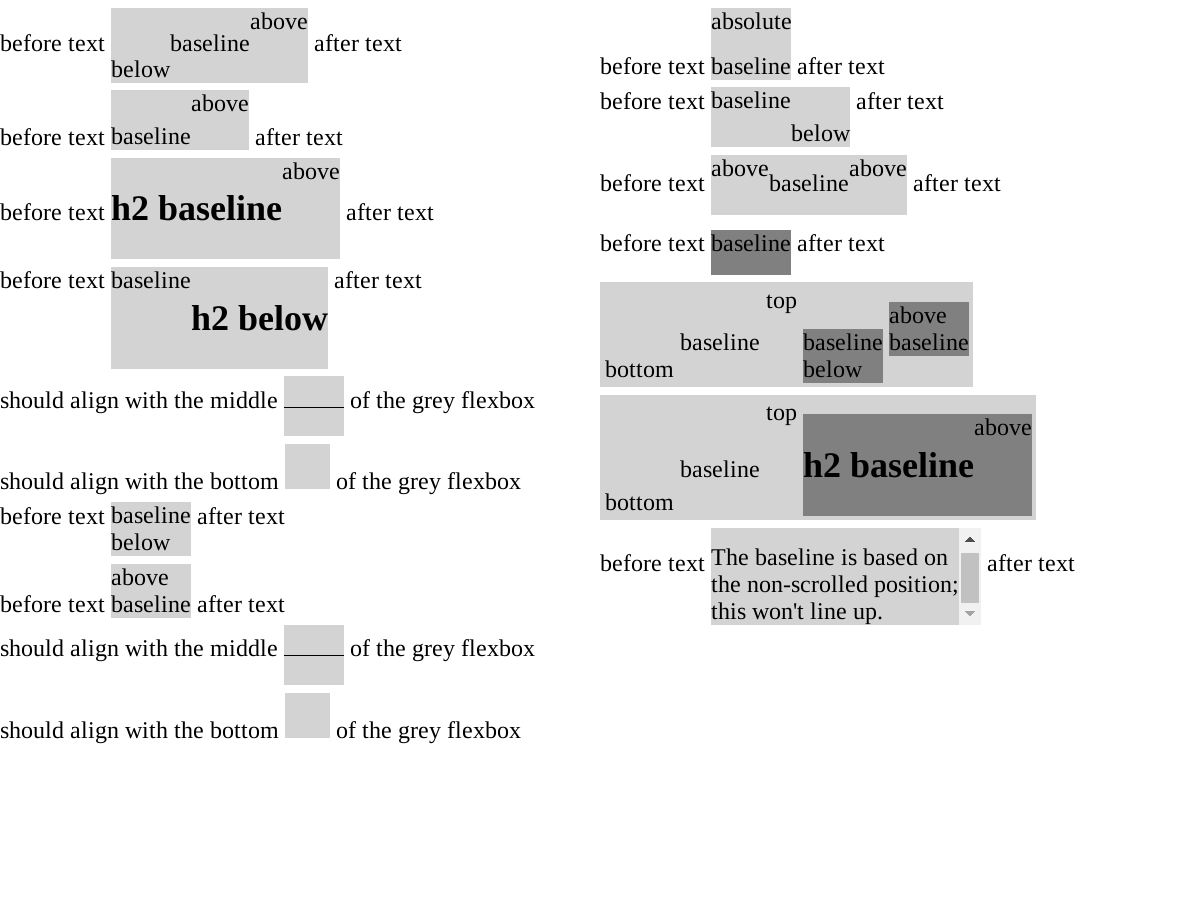 above
before text baseline after text
below
above
before text baseline after text
above
before text h2 baseline after text
before text baseline after text
h2 below
should align with the middle of the grey flexbox
should align with the bottom of the grey flexbox
before text baseline after text
below
above
before text baseline after text
should align with the middle of the grey flexbox
should align with the bottom of the grey flexbox
absolute
before text baseline after text
before text baseline after text
below
above above
before text baseline after text
before text baseline after text
top
above
baseline baseline baseline
bottom below
top
above
baseline h2 baseline
bottom
before text The baseline is based on after text
the non-scrolled position;
this won't line up.